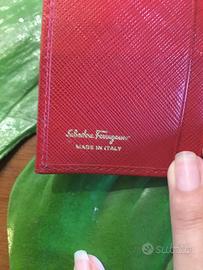 Salvatore Ferragamo
MADE IN ITALY
subito